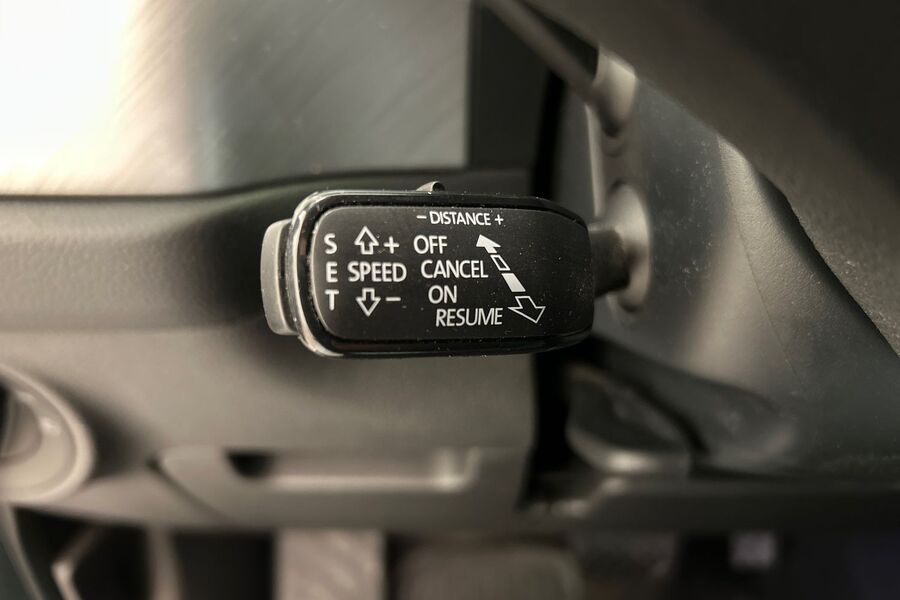 - DISTANCE +
S + OFF
E SPEED CANCEL
T - ON
RESUME